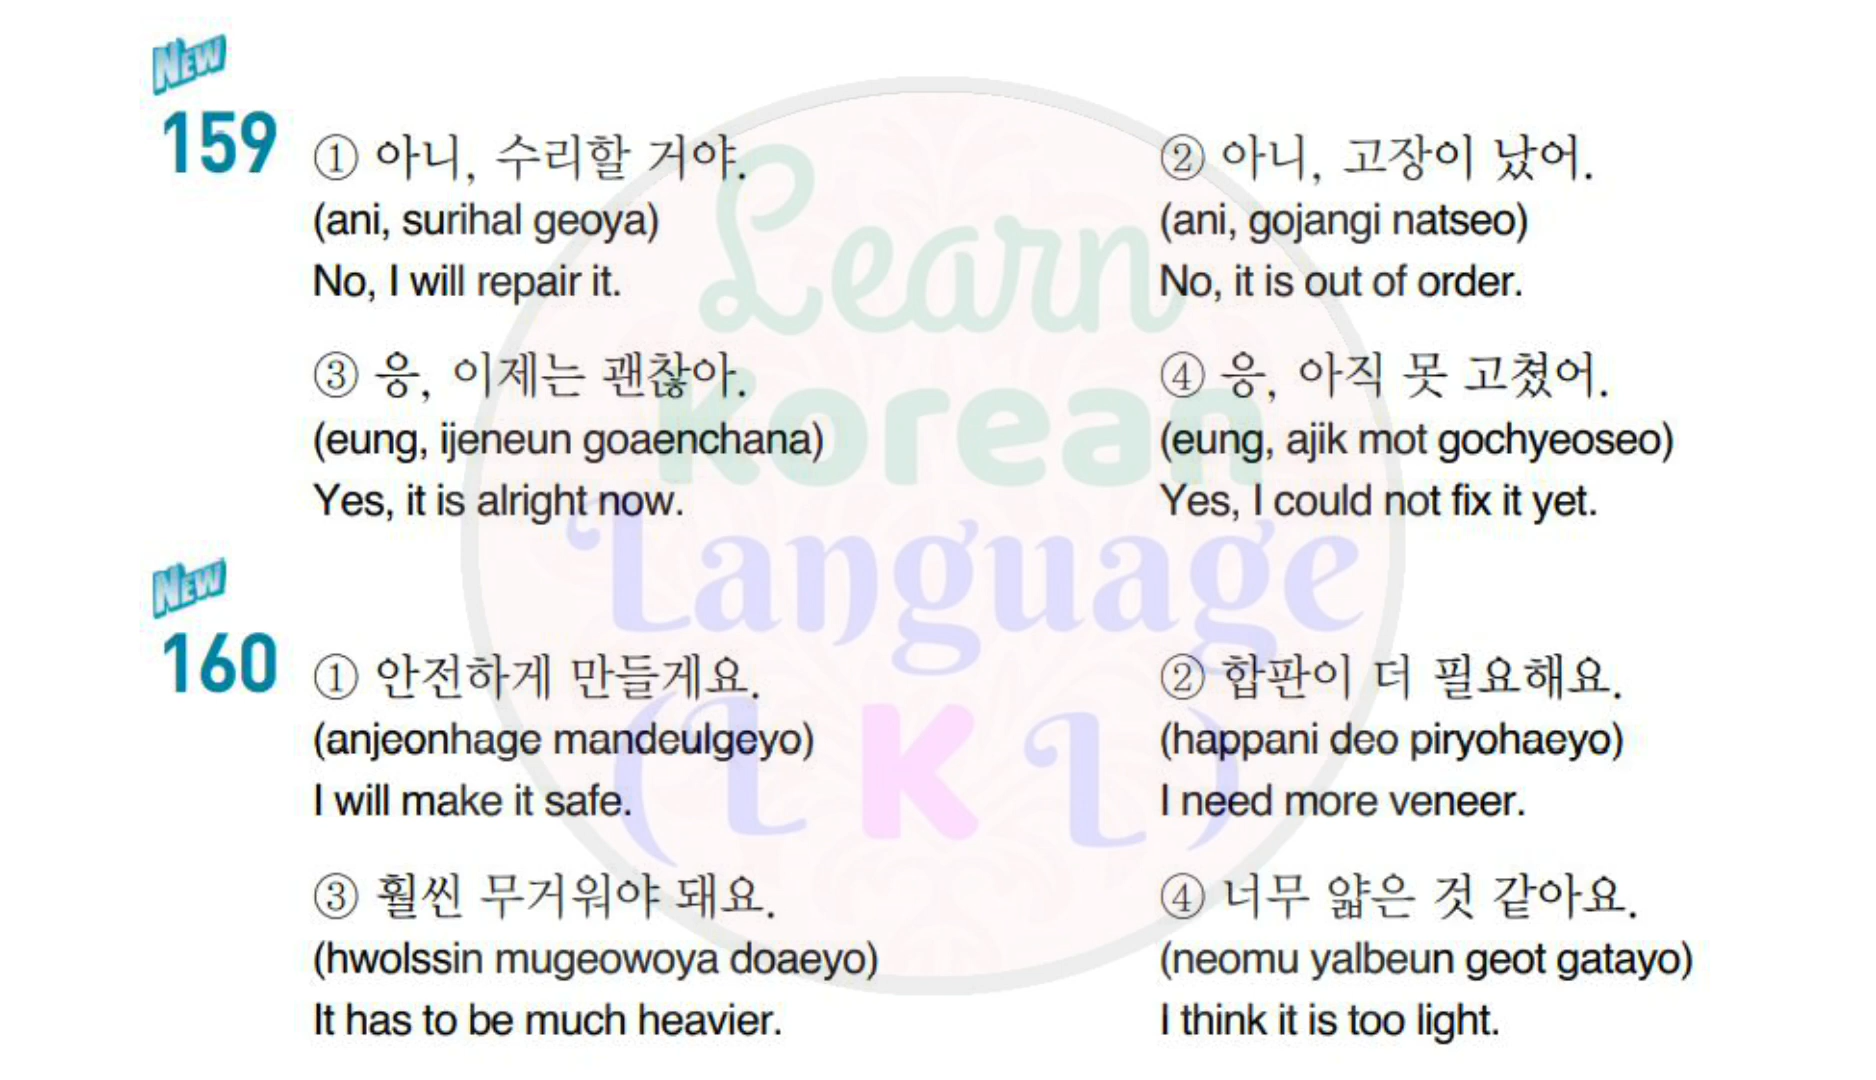 NEW
159
① 아니, 수리할 거야.
(ani, surihal geoya)
No, I will repair it.
② 아니, 고장이 났어.
(ani, gojangi natseo)
No, it is out of order.
③ 응, 이제는 괜찮아.
(eung, ijeneun goaenchana)
Yes, it is alright now.
④ 응, 아직 못 고쳤어.
(eung, ajik mot gochyeoseo)
Yes, I could not fix it yet.
NEW
160
① 안전하게 만들게요.
(anjeonhage mandeulgeyo)
I will make it safe.
② 합판이 더 필요해요.
(happani deo piryohaeyo)
I need more veneer.
③ 훨씬 무거워야 돼요.
(hwolssin mugeowoya doaeyo)
It has to be much heavier.
④ 너무 얇은 것 같아요.
(neomu yalbeun geot gatayo)
I think it is too light.
Learn
Korean
Language
(L K L)